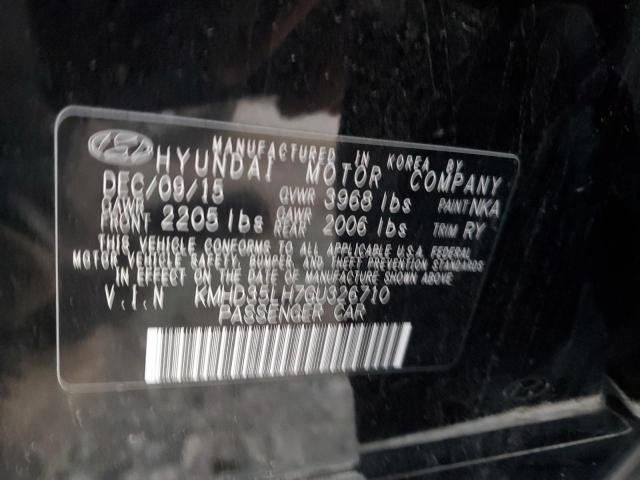 MANUFACTURED IN KOREA BY
HYUNDAI MOTOR COMPANY
DEC/09/15 GVWR 3968 lbs PAINT NKA
GAWR FRONT 2205 lbs GAWR REAR 2006 lbs TRIM RY
THIS VEHICLE CONFORMS TO ALL APPLICABLE U.S.A. FEDERAL
MOTOR VEHICLE SAFETY, BUMPER, AND THEFT PREVENTION STANDARDS
IN EFFECT ON THE DATE OF MANUFACTURE SHOWN ABOVE
V.I.N KMHD35LH7GU326710
PASSENGER CAR